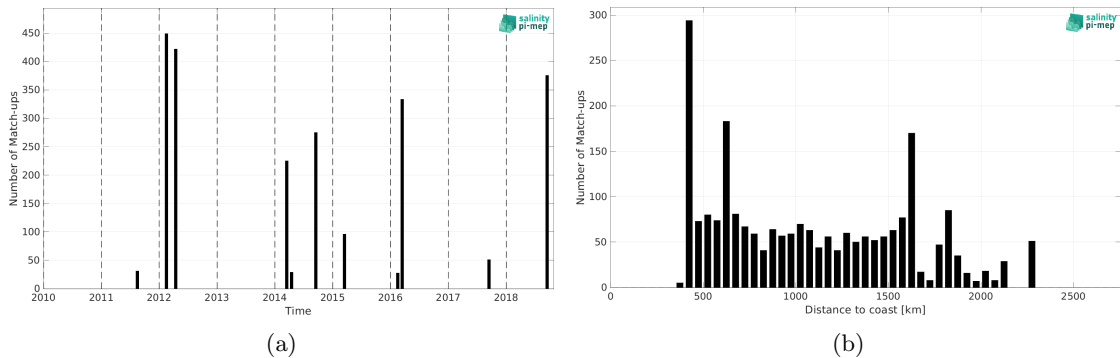 salinity
pi-mep
450
400
350
300
250
200
150
100
50
0
Number of Match-ups
2010 2011 2012 2013 2014 2015 2016 2017 2018
Time
(a)
salinity
pi-mep
300
250
200
150
100
50
0
Number of Match-ups
0 500 1000 1500 2000 2500
Distance to coast [km]
(b)